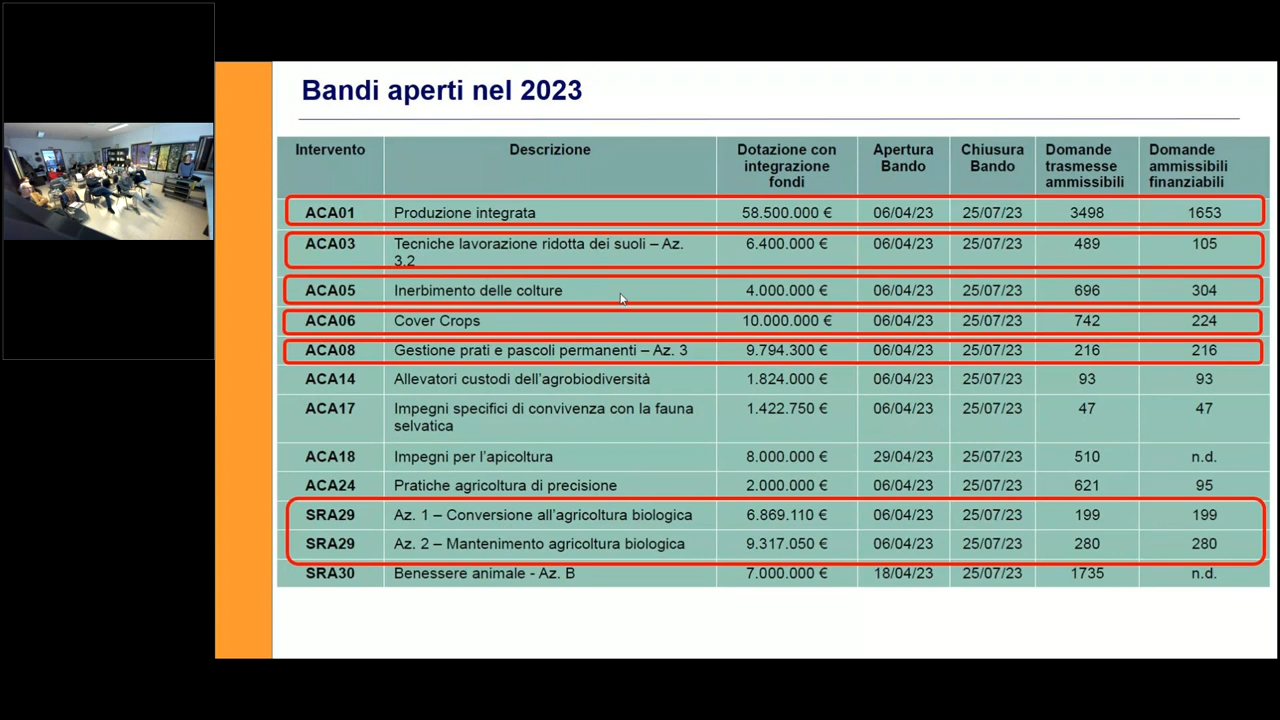 Bandi aperti nel 2023
Intervento Descrizione Dotazione con integrazione fondi Apertura Bando Chiusura Bando Domande trasmesse ammissibili Domande ammissibili finanziabili
ACA01 Produzione integrata 58.500.000 € 06/04/23 25/07/23 3498 1653
ACA03 Tecniche lavorazione ridotta dei suoli – Az. 3.2 6.400.000 € 06/04/23 25/07/23 489 105
ACA05 Inerbimento delle colture 4.000.000 € 06/04/23 25/07/23 696 304
ACA06 Cover Crops 10.000.000 € 06/04/23 25/07/23 742 224
ACA08 Gestione prati e pascoli permanenti – Az. 3 9.794.300 € 06/04/23 25/07/23 216 216
ACA14 Allevatori custodi dell’agrobiodiversità 1.824.000 € 06/04/23 25/07/23 93 93
ACA17 Impegni specifici di convivenza con la fauna selvatica 1.422.750 € 06/04/23 25/07/23 47 47
ACA18 Impegni per l’apicoltura 8.000.000 € 29/04/23 25/07/23 510 n.d.
ACA24 Pratiche agricoltura di precisione 2.000.000 € 06/04/23 25/07/23 621 95
SRA29 Az. 1 – Conversione all’agricoltura biologica 6.869.110 € 06/04/23 25/07/23 199 199
SRA29 Az. 2 – Mantenimento agricoltura biologica 9.317.050 € 06/04/23 25/07/23 280 280
SRA30 Benessere animale - Az. B 7.000.000 € 18/04/23 25/07/23 1735 n.d.